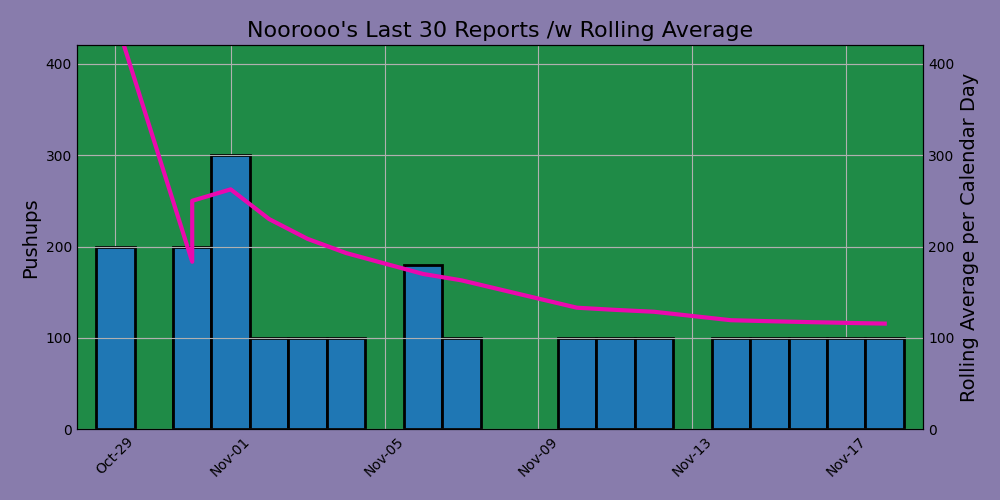 Noorooo's Last 30 Reports /w Rolling Average
Pushups
400
300
200
100
0
400
300
200
100
0
Rolling Average per Calendar Day
Oct-29
Nov-01
Nov-05
Nov-09
Nov-13
Nov-17